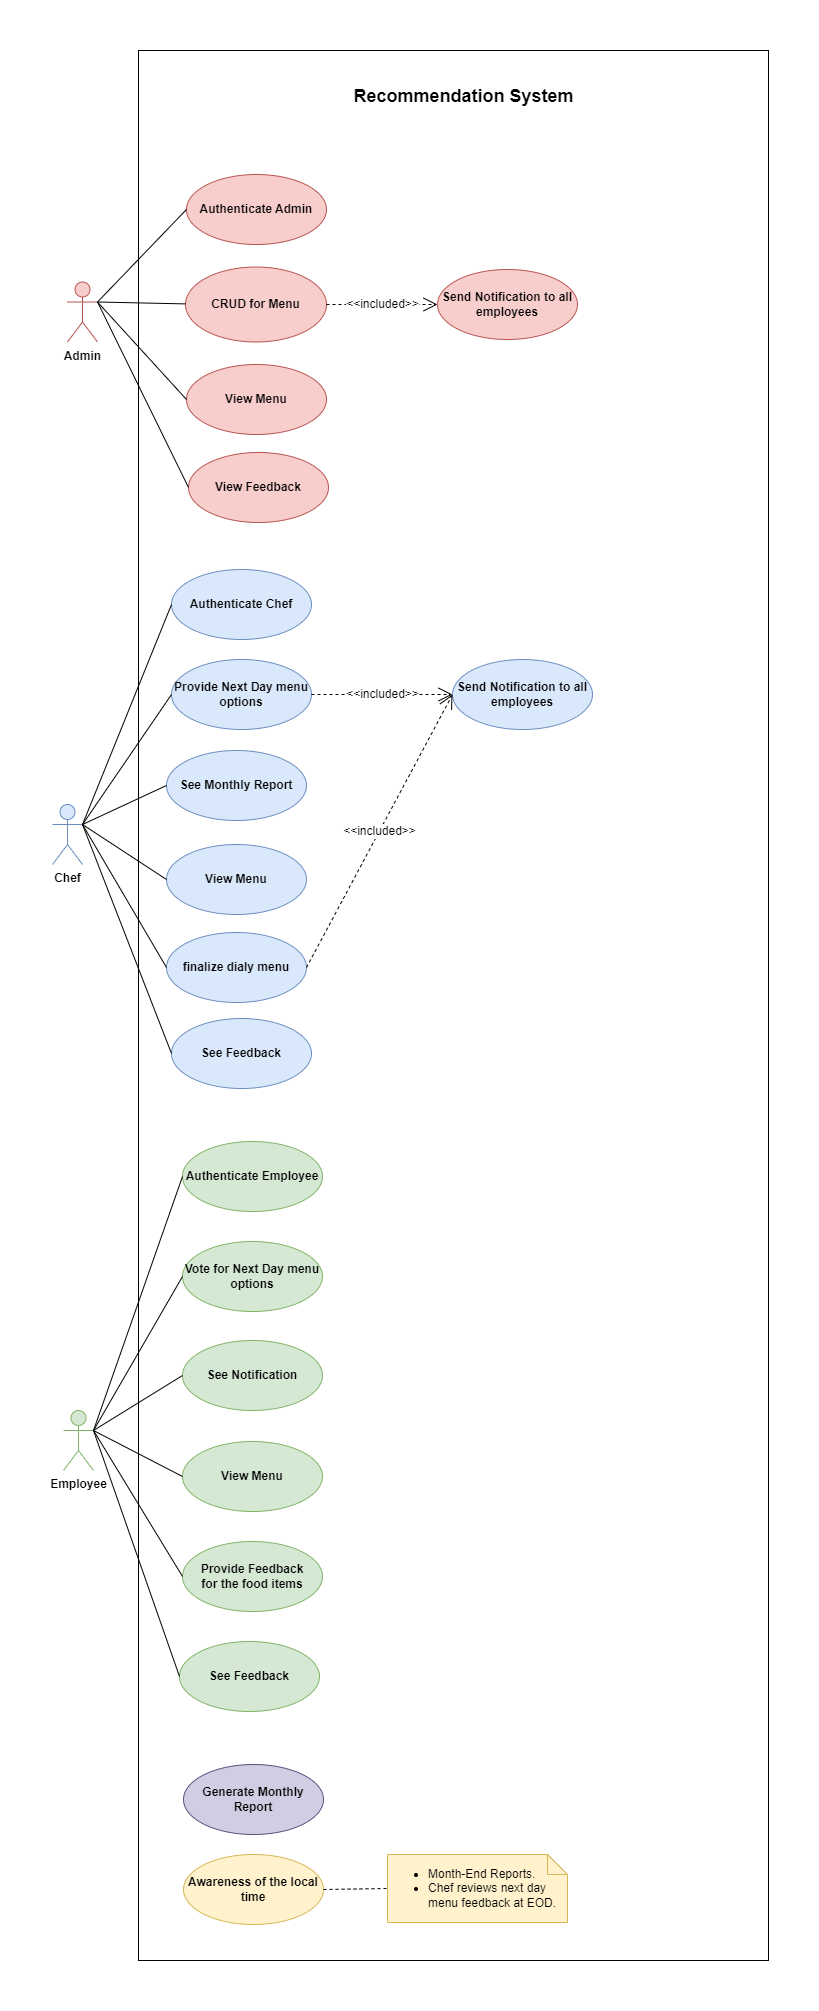 Recommendation System
Authenticate Admin
CRUD for Menu
<<included>>
Send Notification to all
employees
Admin
View Menu
View Feedback
Authenticate Chef
Provide Next Day menu
options
<<included>>
Send Notification to all
employees
See Monthly Report
<<included>>
Chef
View Menu
finalize dialy menu
See Feedback
Authenticate Employee
Vote for Next Day menu
options
See Notification
Employee
View Menu
Provide Feedback
for the food items
See Feedback
Generate Monthly
Report
Awareness of the local
time
• Month-End Reports.
• Chef reviews next day
menu feedback at EOD.